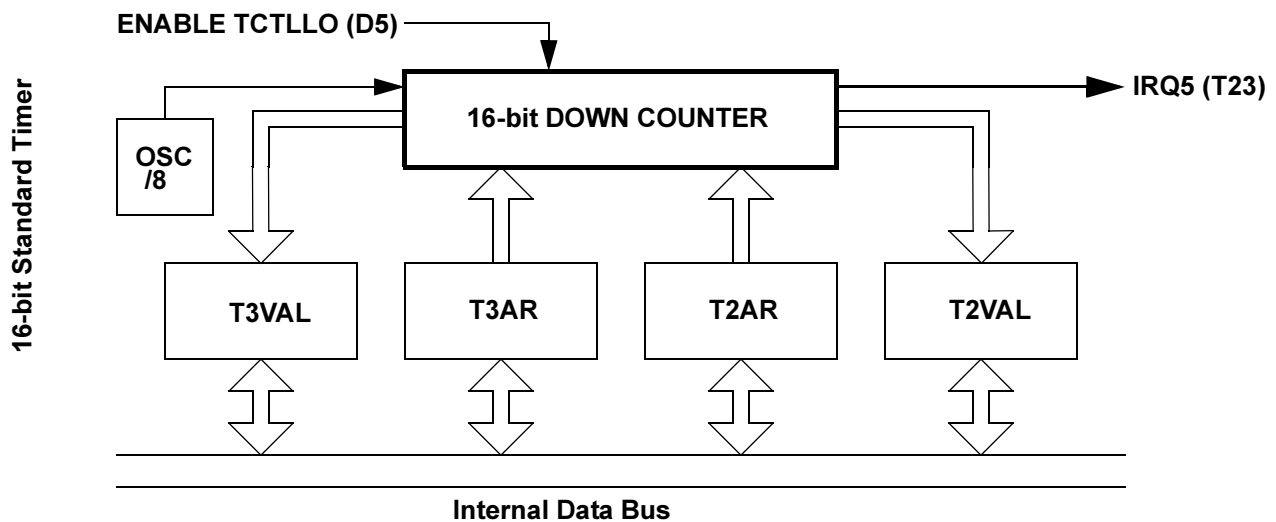 ENABLE TCTLLO (D5)
16-bit Standard Timer
16-bit DOWN COUNTER
IRQ5 (T23)
OSC
/8
T3VAL
T3AR
T2AR
T2VAL
Internal Data Bus